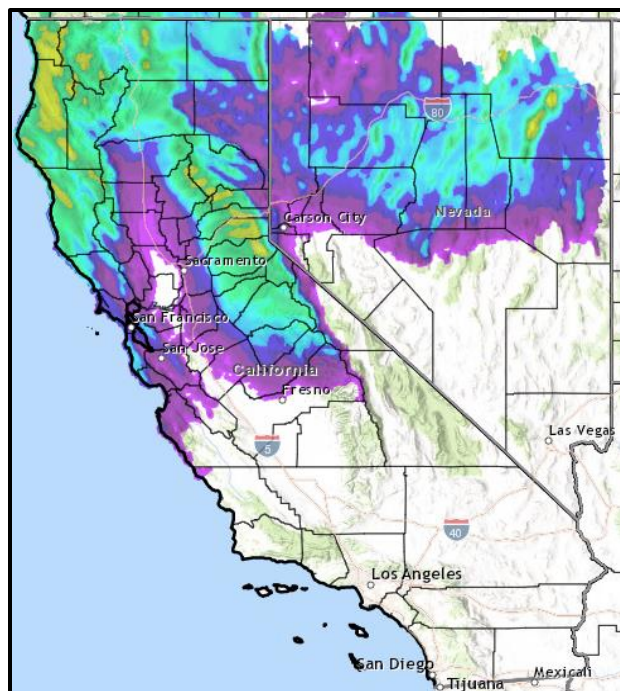 80
Nevada
Carson City
Sacramento
San Francisco
San Jose
California
Fresno
5
Las Vegas
40
Los Angeles
San Diego
Tijuana
Mexicali